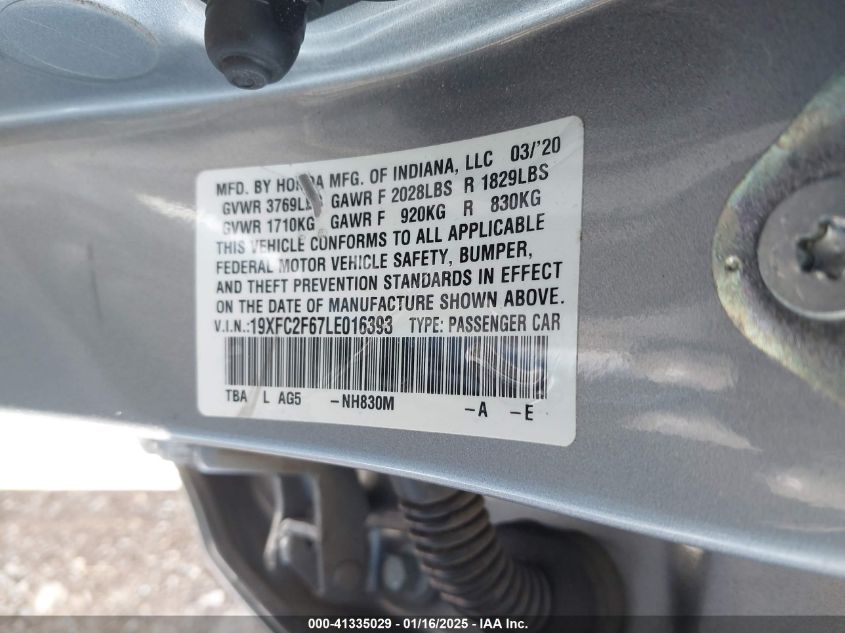 MFD. BY HONDA MFG. OF INDIANA, LLC 03/'20
GVWR 3769LBS GAWR F 2028LBS R 1829LBS
GVWR 1710KG GAWR F 920KG R 830KG
THIS VEHICLE CONFORMS TO ALL APPLICABLE
FEDERAL MOTOR VEHICLE SAFETY, BUMPER,
AND THEFT PREVENTION STANDARDS IN EFFECT
ON THE DATE OF MANUFACTURE SHOWN ABOVE.
V.I.N.:19XFC2F67LE016393 TYPE: PASSENGER CAR
TBA L AG5 -NH830M -A -E
000-41335029 - 01/16/2025 - IAA, Inc.